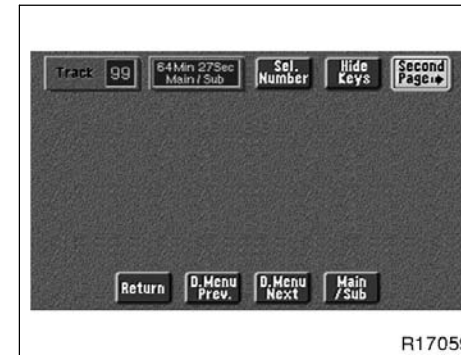 Track 99
64Min 27Sec
Main / Sub
Sel.
Number
Hide
Keys
Second
Page
Return
D.Menu
Prev.
D.Menu
Next
Main
/Sub
R17059